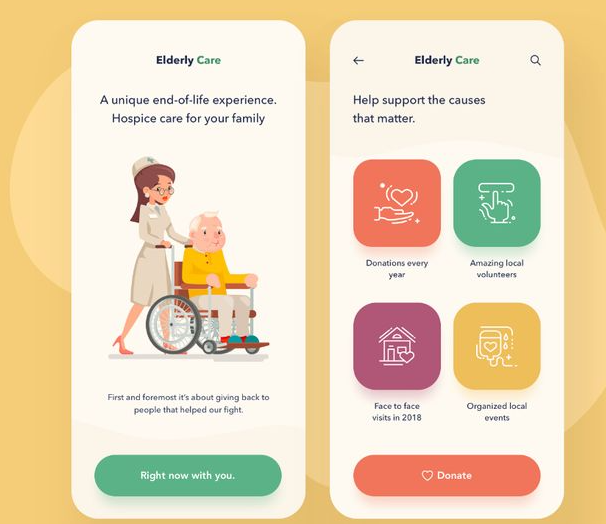 Elderly Care
A unique end-of-life experience.
Hospice care for your family
First and foremost it's about giving back to
people that helped our fight.
Right now with you.
Elderly Care
Help support the causes
that matter.
Donations every
year
Amazing local
volunteers
Face to face
visits in 2018
Organized local
events
Donate